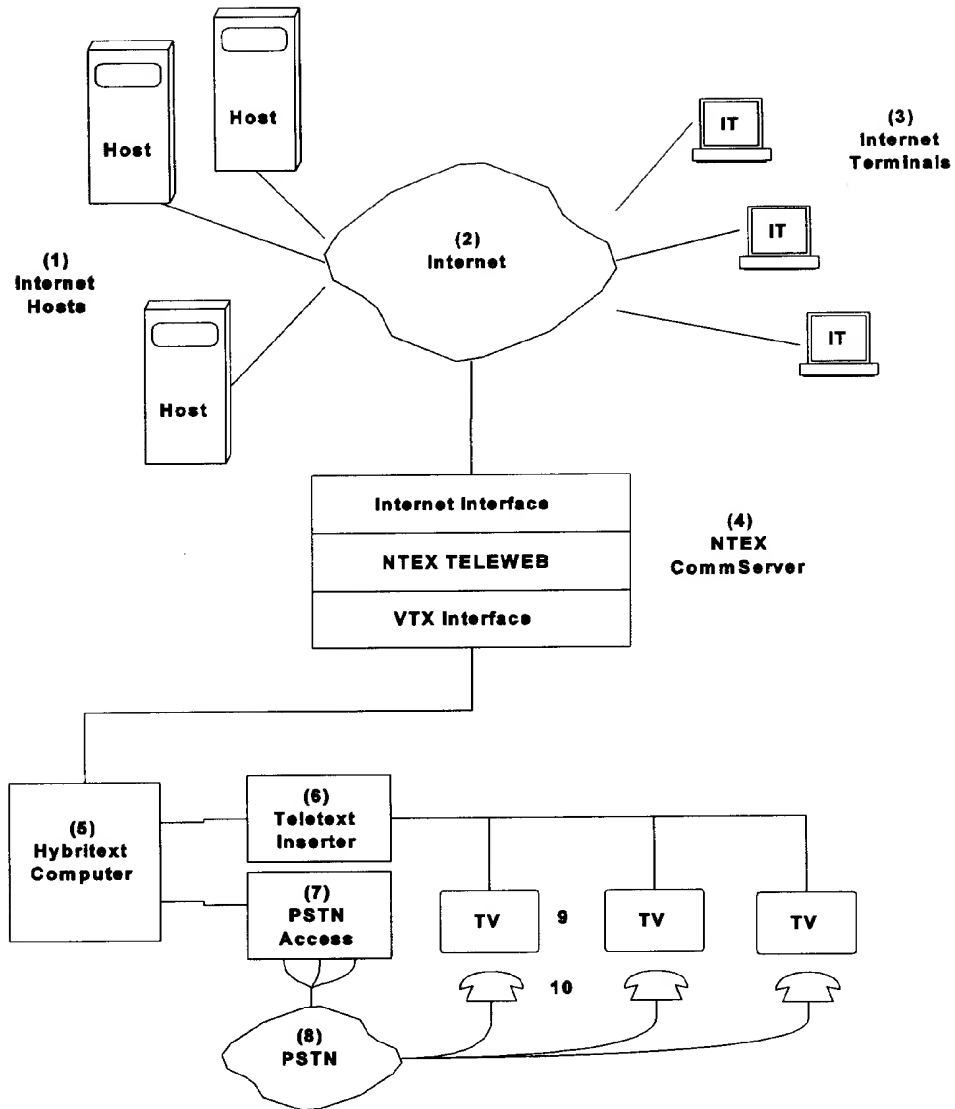 Host
Host
(1)
Internet
Hosts
Host
(2)
Internet
IT
IT
IT
(3)
Internet
Terminals
Internet Interface
NTEX TELEWEB
VTX Interface
(4)
NTEX
CommServer
(5)
Hybritext
Computer
(6)
Teletext
Inserter
(7)
PSTN
Access
TV
9
TV
TV
10
(8)
PSTN